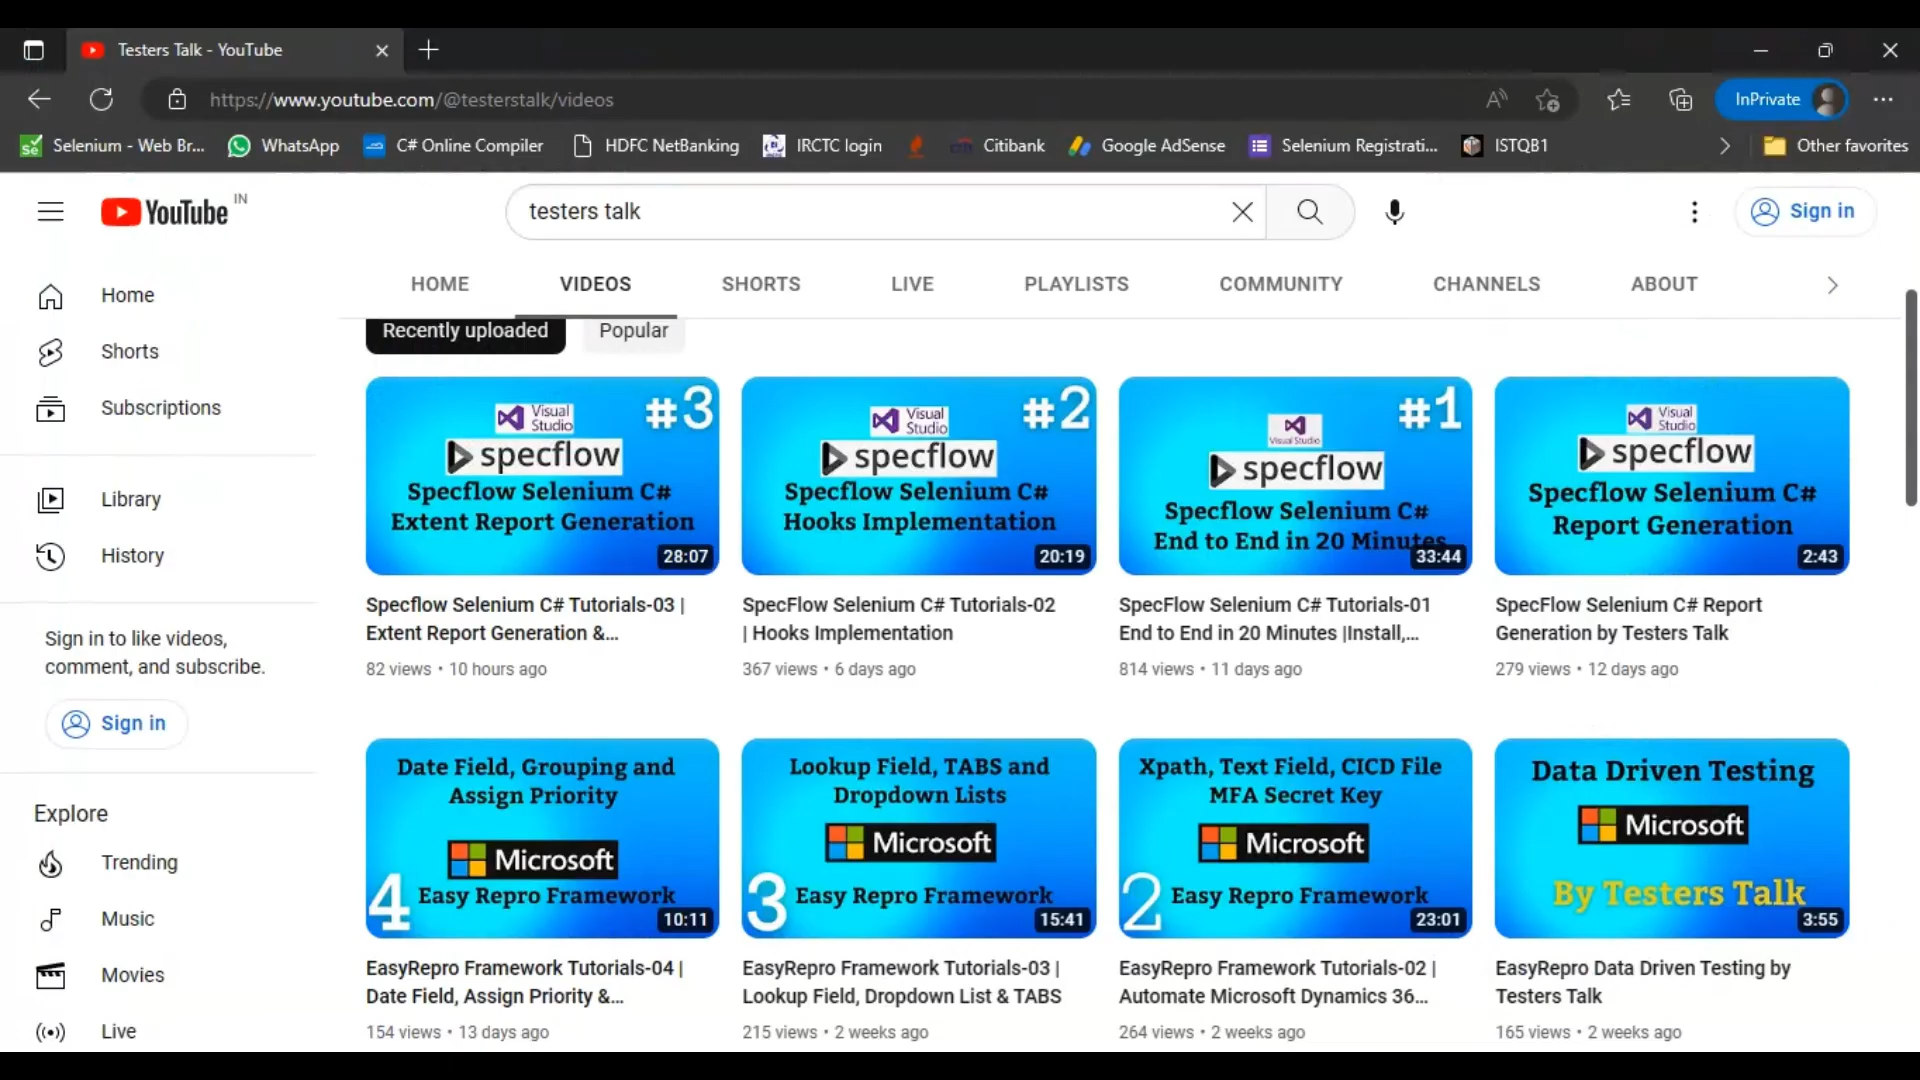 Testers Talk - YouTube
https://www.youtube.com/@testerstalk/videos
InPrivate
Selenium - Web Br...
WhatsApp
C# Online Compiler
HDFC NetBanking
IRCTC login
Citibank
Google AdSense
Selenium Registrati...
ISTQB1
Other favorites
YouTube IN
testers talk
Sign in
HOME
VIDEOS
SHORTS
LIVE
PLAYLISTS
COMMUNITY
CHANNELS
ABOUT
Home
Shorts
Subscriptions
Library
History
Sign in to like videos,
comment, and subscribe.
Sign in
Explore
Trending
Music
Movies
Live
Recently uploaded
Popular
Visual
Studio
#3
specflow
Specflow Selenium C#
Extent Report Generation
28:07
Specflow Selenium C# Tutorials-03 |
Extent Report Generation &...
82 views • 10 hours ago
Visual
Studio
#2
specflow
Specflow Selenium C#
Hooks Implementation
20:19
SpecFlow Selenium C# Tutorials-02
| Hooks Implementation
367 views • 6 days ago
Visual Studio
#1
specflow
Specflow Selenium C#
End to End in 20 Minutes
33:44
SpecFlow Selenium C# Tutorials-01
End to End in 20 Minutes |Install,...
814 views • 11 days ago
Visual
Studio
specflow
Specflow Selenium C#
Report Generation
2:43
SpecFlow Selenium C# Report
Generation by Testers Talk
279 views • 12 days ago
Date Field, Grouping and
Assign Priority
Microsoft
4 Easy Repro Framework
10:11
EasyRepro Framework Tutorials-04 |
Date Field, Assign Priority &...
154 views • 13 days ago
Lookup Field, TABS and
Dropdown Lists
Microsoft
3 Easy Repro Framework
15:41
EasyRepro Framework Tutorials-03 |
Lookup Field, Dropdown List & TABS
215 views • 2 weeks ago
Xpath, Text Field, CICD File
MFA Secret Key
Microsoft
2 Easy Repro Framework
23:01
EasyRepro Framework Tutorials-02 |
Automate Microsoft Dynamics 36...
264 views • 2 weeks ago
Data Driven Testing
Microsoft
By Testers Talk
3:55
EasyRepro Data Driven Testing by
Testers Talk
165 views • 2 weeks ago